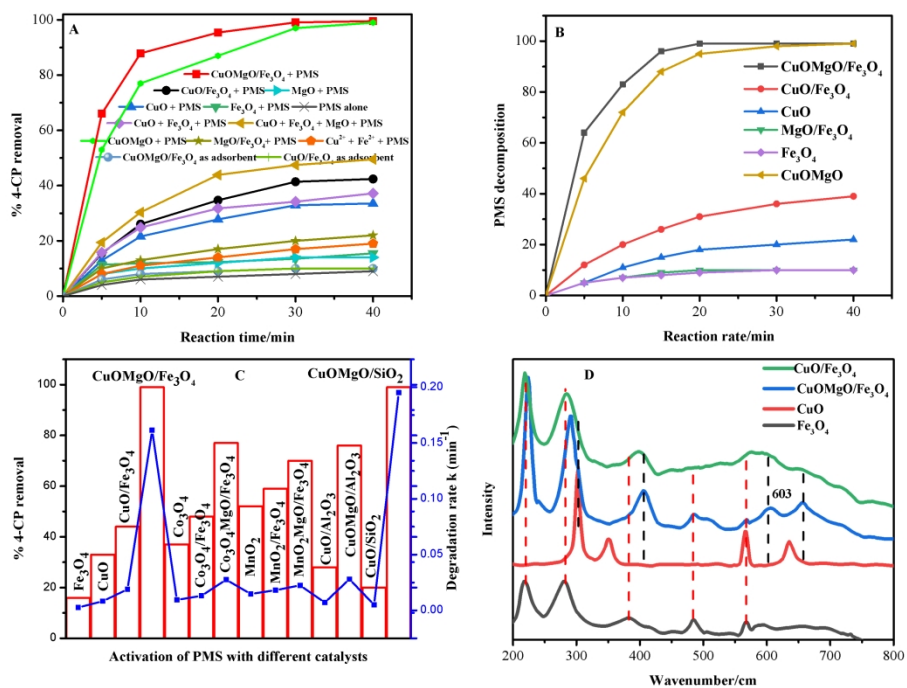 A
100
80
60
40
20
0
% 4-CP removal
CuOMgO/Fe₃O₄ + PMS
CuO/Fe₃O₄ + PMS MgO + PMS
CuO + PMS Fe₃O₄ + PMS PMS alone
CuO + Fe₃O₄ + PMS CuO + Fe₃O₄ + MgO + PMS
CuOMgO + PMS MgO/Fe₃O₄+ PMS Cu²⁺ + Fe²⁺ + PMS
CuOMgO/Fe₃O₄ as adsorbent CuO/Fe₃O₄ as adsorbent
0 10 20 30 40
Reaction time/min
B
100
80
60
40
20
0
PMS decomposition
CuOMgO/Fe₃O₄
CuO/Fe₃O₄
CuO
MgO/Fe₃O₄
Fe₃O₄
CuOMgO
0 10 20 30 40
Reaction rate/min
CuOMgO/Fe₃O₄ C CuOMgO/SiO₂
100
80
60
40
20
0
% 4-CP removal
Fe₃O₄
CuO
CuO/Fe₃O₄
Co₃O₄
Co₃O₄/Fe₃O₄
Co₃O₄MgO/Fe₃O₄
MnO₂
MnO₂/Fe₃O₄
MnO₂MgO/Fe₃O₄
CuO/Al₂O₃
CuOMgO/Al₂O₃
CuO/SiO₂
0.20
0.15
0.10
0.05
0.00
Degradation rate k (min⁻¹)
Activation of PMS with different catalysts
D
CuO/Fe₃O₄
CuOMgO/Fe₃O₄
CuO
Fe₃O₄
603
Intensity
200 300 400 500 600 700 800
Wavenumber/cm